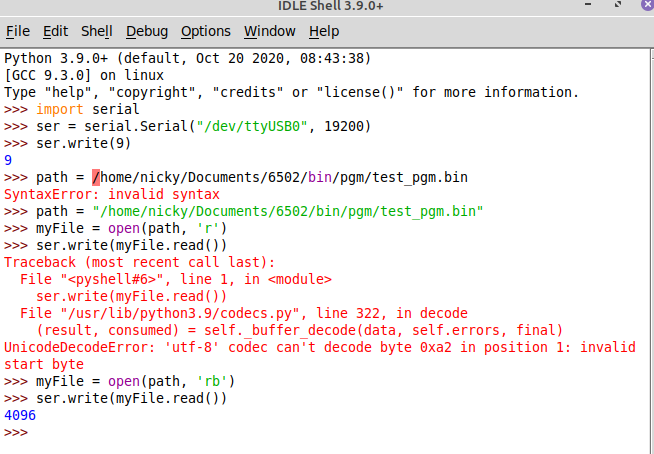 IDLE Shell 3.9.0+
File Edit Shell Debug Options Window Help
Python 3.9.0+ (default, Oct 20 2020, 08:43:38)
[GCC 9.3.0] on linux
Type "help", "copyright", "credits" or "license()" for more information.
>>> import serial
>>> ser = serial.Serial("/dev/ttyUSB0", 19200)
>>> ser.write(9)
9
>>> path = /home/nicky/Documents/6502/bin/pgm/test_pgm.bin
SyntaxError: invalid syntax
>>> path = "/home/nicky/Documents/6502/bin/pgm/test_pgm.bin"
>>> myFile = open(path, 'r')
>>> ser.write(myFile.read())
Traceback (most recent call last):
  File "<pyshell#6>", line 1, in <module>
    ser.write(myFile.read())
  File "/usr/lib/python3.9/codecs.py", line 322, in decode
    (result, consumed) = self._buffer_decode(data, self.errors, final)
UnicodeDecodeError: 'utf-8' codec can't decode byte 0xa2 in position 1: invalid
start byte
>>> myFile = open(path, 'rb')
>>> ser.write(myFile.read())
4096
>>>